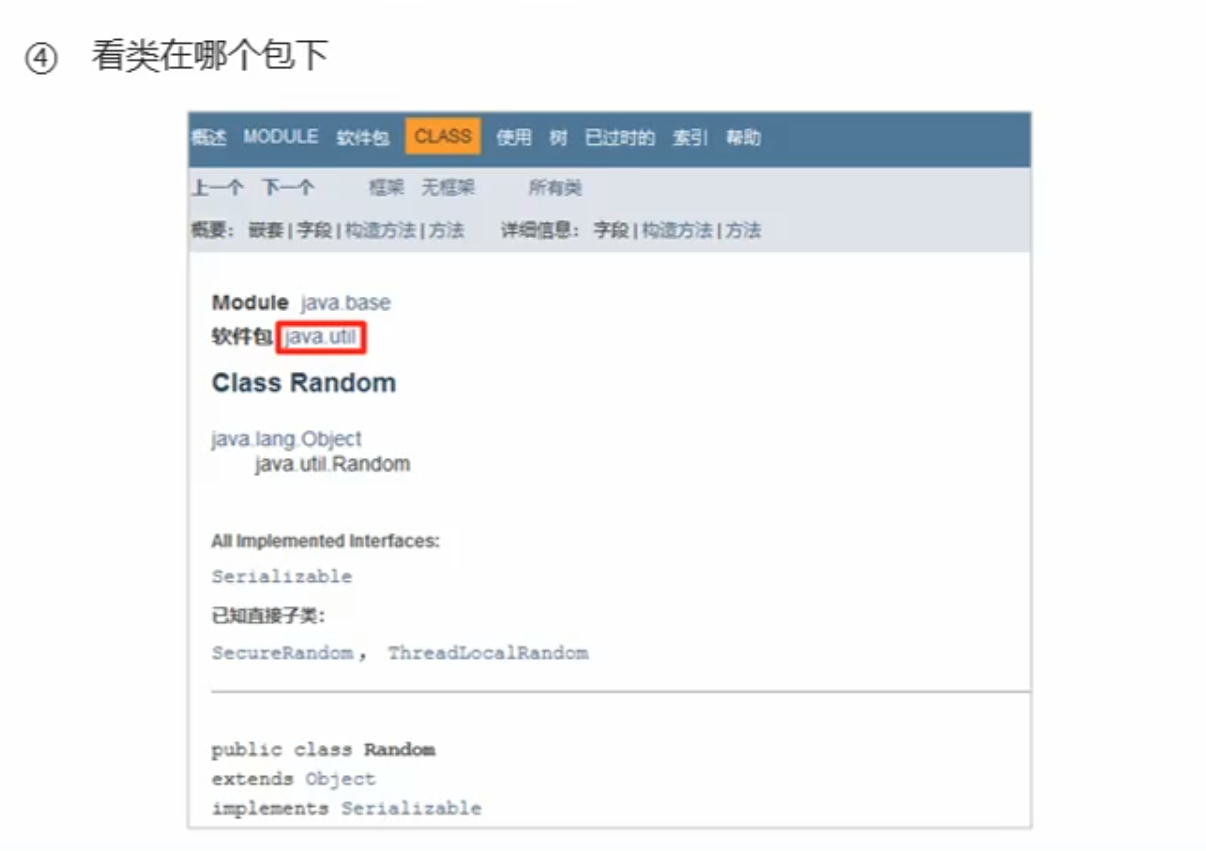 ④ 看类在哪个包下
概述 MODULE 软件包 CLASS 使用 树 已过时的 索引 帮助
上一个 下一个 框架 无框架 所有类
概要： 嵌套 | 字段 | 构造方法 | 方法 详细信息： 字段 | 构造方法 | 方法
Module java.base
软件包 java.util
Class Random
java.lang.Object
java.util.Random
All Implemented Interfaces:
Serializable
已知直接子类：
SecureRandom， ThreadLocalRandom
public class Random
extends Object
implements Serializable